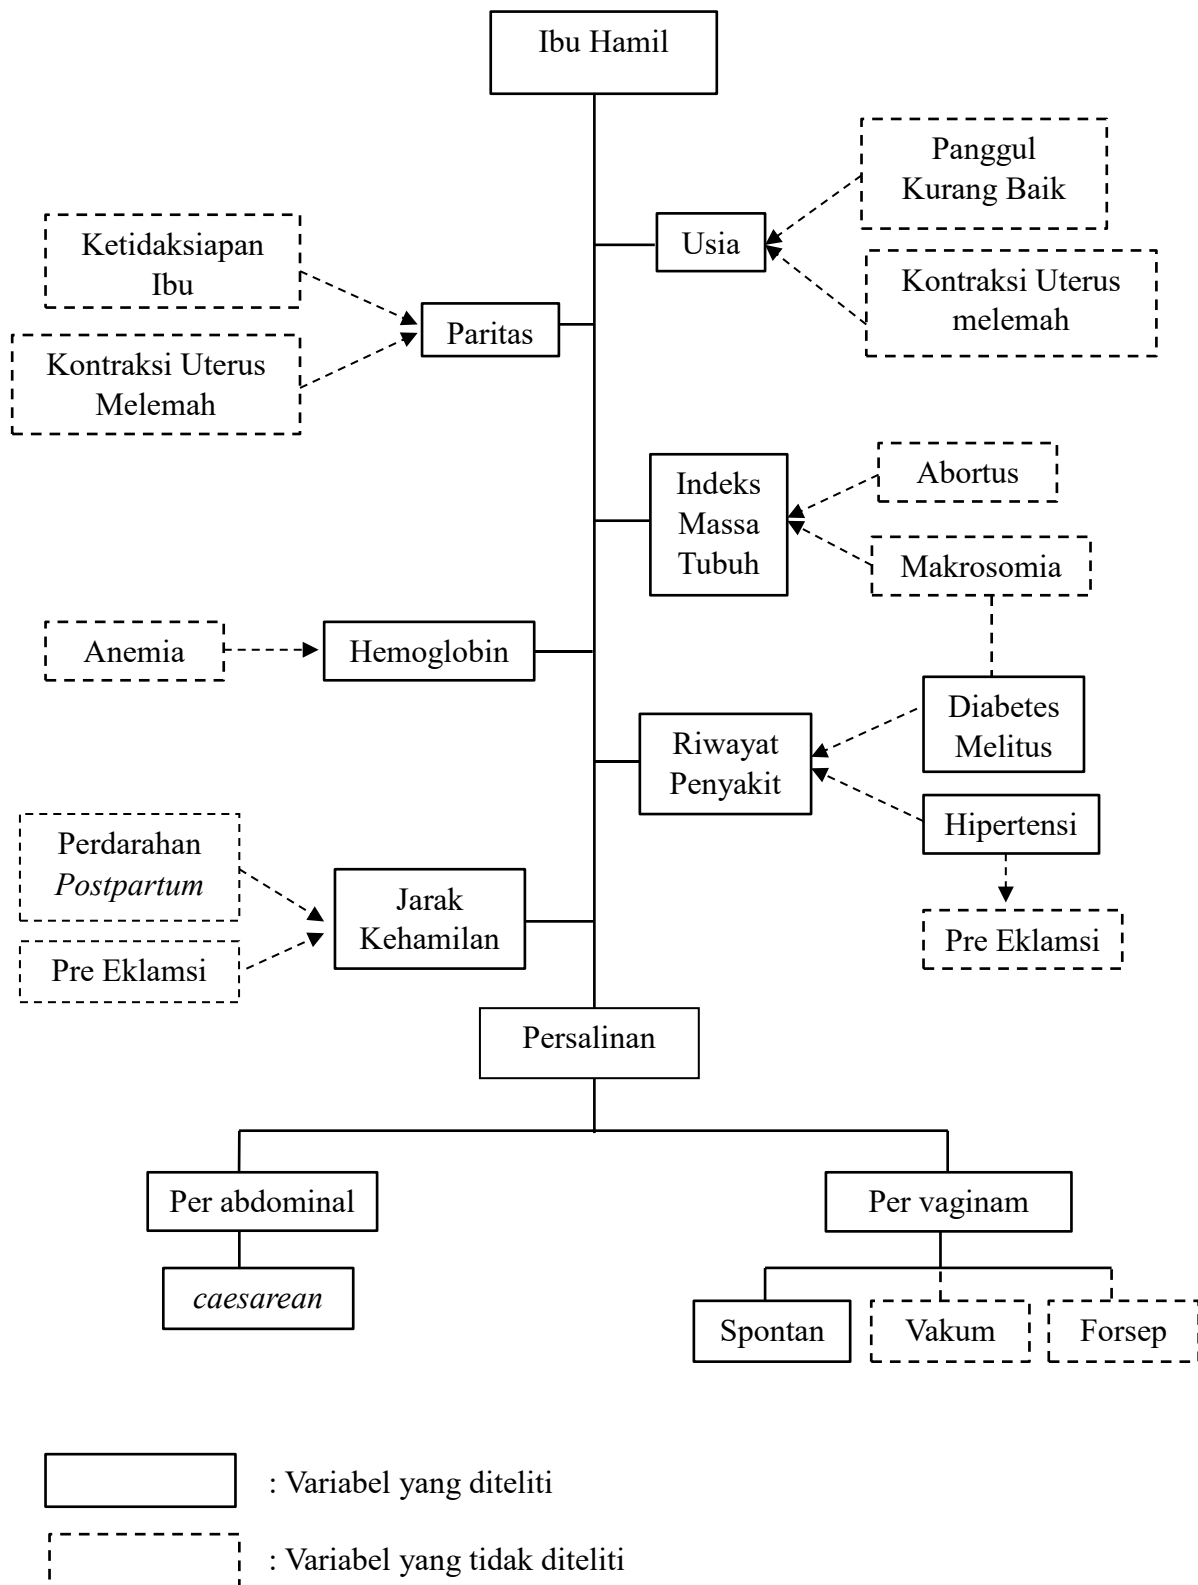 Ibu Hamil
Panggul
Kurang Baik
Usia
Kontraksi Uterus
melemah
Ketidaksiapan
Ibu
Paritas
Kontraksi Uterus
Melemah
Indeks
Massa
Tubuh
Abortus
Makrosomia
Anemia
Hemoglobin
Diabetes
Melitus
Riwayat
Penyakit
Hipertensi
Pre Eklamsi
Perdarahan
Postpartum
Jarak
Kehamilan
Pre Eklamsi
Persalinan
Per abdominal
Per vaginam
caesarean
Spontan
Vakum
Forsep
: Variabel yang diteliti
: Variabel yang tidak diteliti